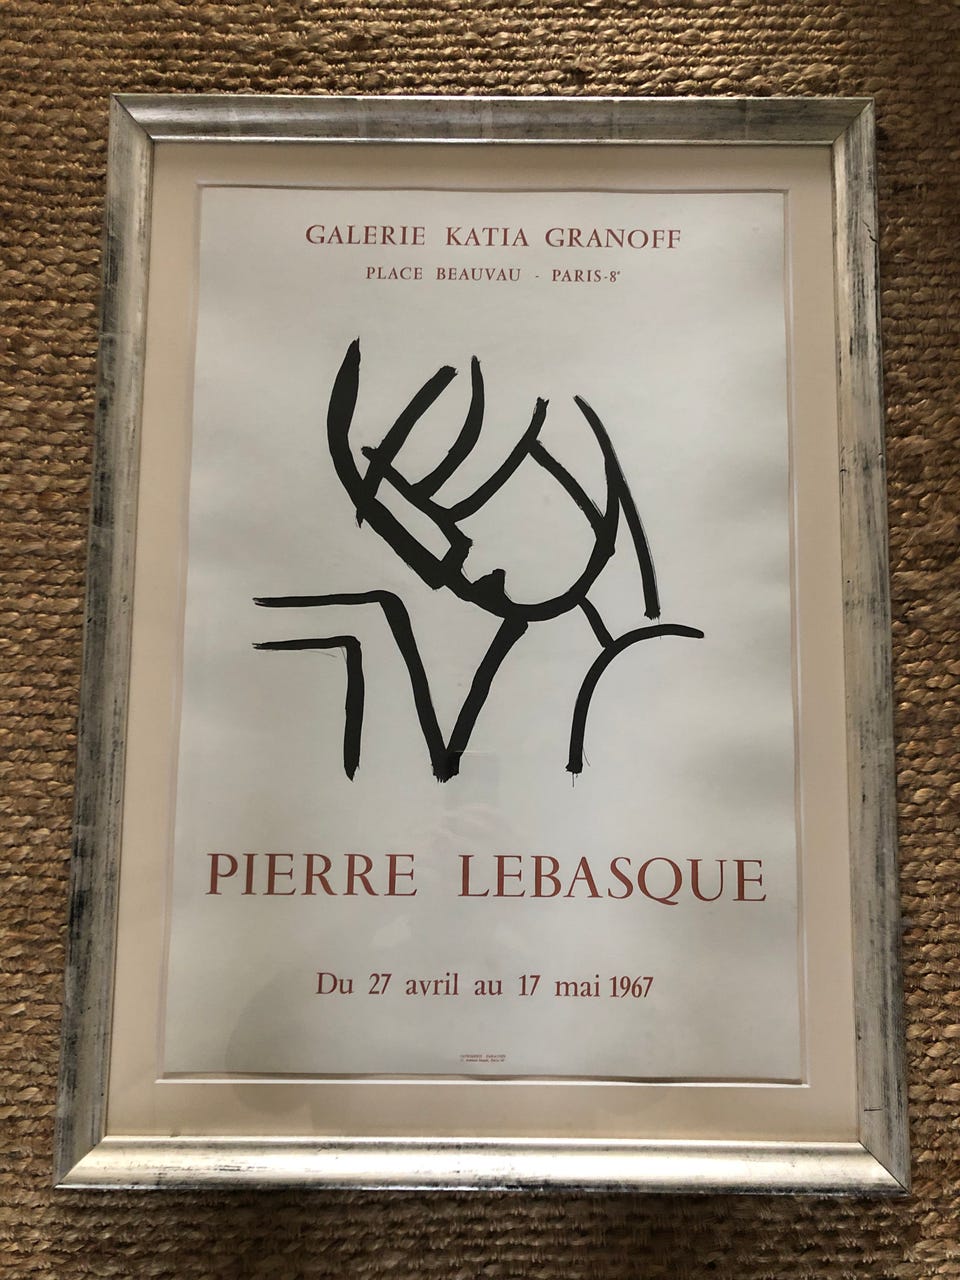 GALERIE KATIA GRANOFF
PLACE BEAUVAU - PARIS-8e
PIERRE LEBASQUE
Du 27 avril au 17 mai 1967